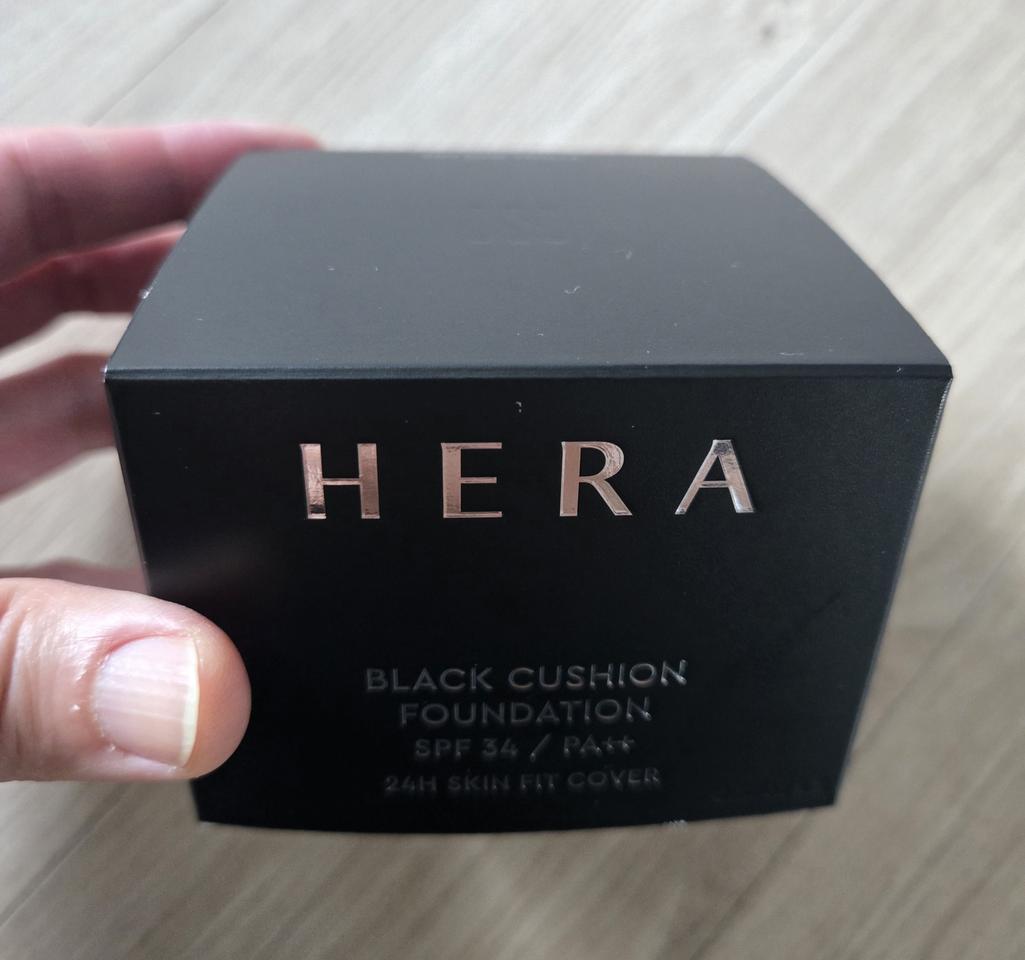 HERA
BLACK CUSHION
FOUNDATION
SPF 34 / PA++
24H SKIN FIT COVER